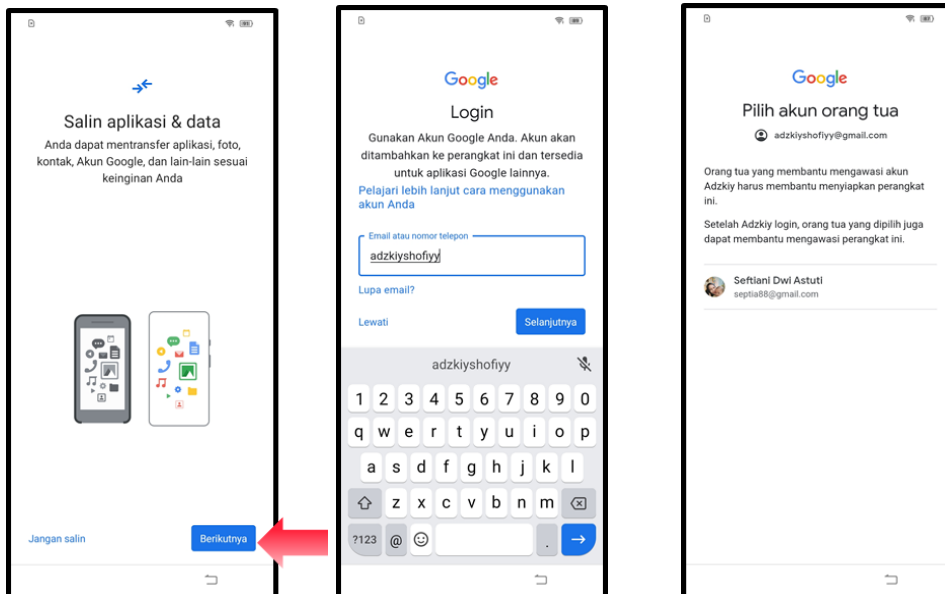 Salin aplikasi & data
Anda dapat mentransfer aplikasi, foto,
kontak, Akun Google, dan lain-lain sesuai
keinginan Anda
Jangan salin
Berikutnya
Google
Login
Gunakan Akun Google Anda. Akun akan
ditambahkan ke perangkat ini dan tersedia
untuk aplikasi Google lainnya.
Pelajari lebih lanjut cara menggunakan
akun Anda
Email atau nomor telepon
adzkiyshofiyy
Lupa email?
Lewati
Selanjutnya
adzkiyshofiyy
1 2 3 4 5 6 7 8 9 0
q w e r t y u i o p
a s d f g h j k l
z x c v b n m
?123 @ .
Google
Pilih akun orang tua
adzkiyshofiyy@gmail.com
Orang tua yang membantu mengawasi akun
Adzkiy harus membantu menyiapkan perangkat
ini.
Setelah Adzkiy login, orang tua yang dipilih juga
dapat membantu mengawasi perangkat ini.
Seftiani Dwi Astuti
septia88@gmail.com